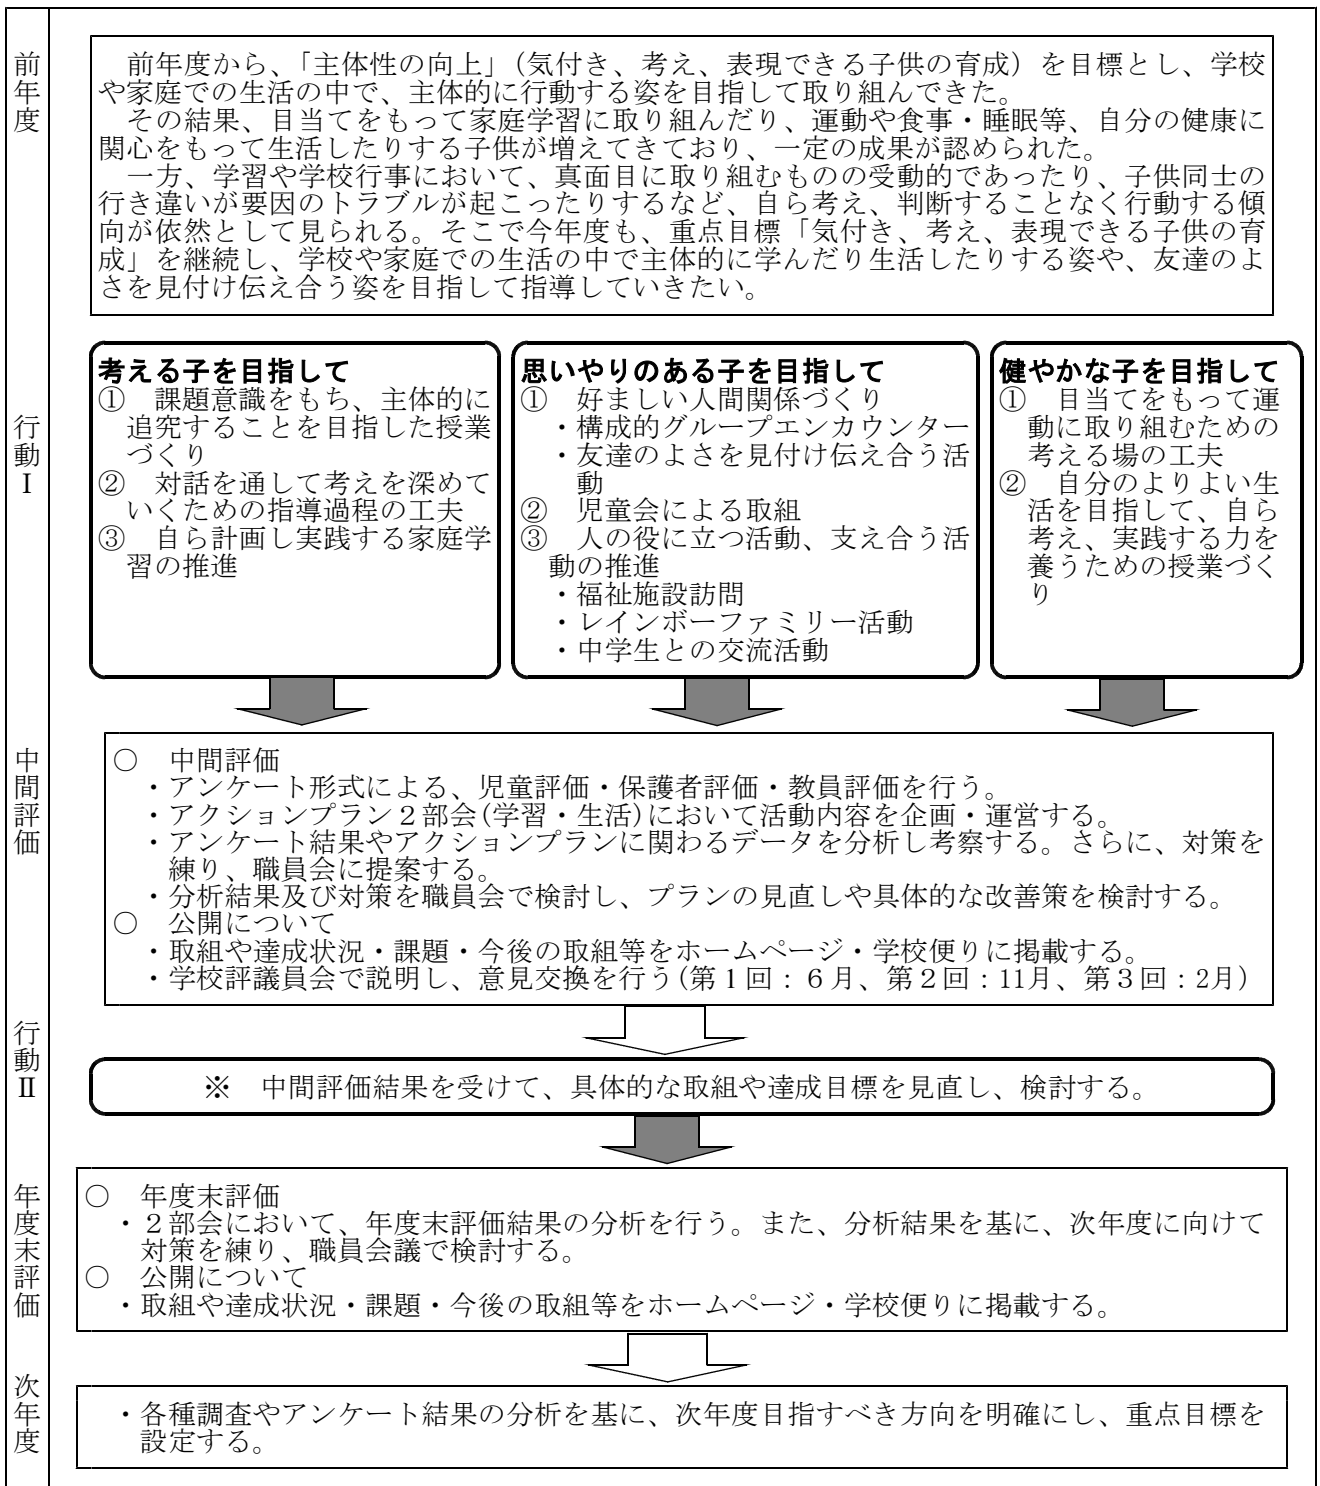 前年度
　前年度から、「主体性の向上」（気付き、考え、表現できる子供の育成）を目標とし、学校
や家庭での生活の中で、主体的に行動する姿を目指して取り組んできた。
　その結果、目当てをもって家庭学習に取り組んだり、運動や食事・睡眠等、自分の健康に
関心をもって生活したりする子供が増えてきており、一定の成果が認められた。
　一方、学習や学校行事において、真面目に取り組むものの受動的であったり、子供同士の
行き違いが要因のトラブルが起こったりするなど、自ら考え、判断することなく行動する傾
向が依然として見られる。そこで今年度も、重点目標「気付き、考え、表現できる子供の育
成」を継続し、学校や家庭での生活の中で主体的に学んだり生活したりする姿や、友達のよ
さを見付け伝え合う姿を目指して指導していきたい。
行動Ⅰ
考える子を目指して
①　課題意識をもち、主体的に
追究することを目指した授業
づくり
②　対話を通して考えを深めて
いくための指導過程の工夫
③　自ら計画し実践する家庭学
習の推進
思いやりのある子を目指して
①　好ましい人間関係づくり
・構成的グループエンカウンター
・友達のよさを見付け伝え合う活
動
②　児童会による取組
③　人の役に立つ活動、支え合う活
動の推進
・福祉施設訪問
・レインボーファミリー活動
・中学生との交流活動
健やかな子を目指して
①　目当てをもって運
動に取り組むための
考える場の工夫
②　自分のよりよい生
活を目指して、自ら
考え、実践する力を
養うための授業づく
り
中間評価
○　中間評価
・アンケート形式による、児童評価・保護者評価・教員評価を行う。
・アクションプラン２部会(学習・生活)において活動内容を企画・運営する。
・アンケート結果やアクションプランに関わるデータを分析し考察する。さらに、対策を
練り、職員会に提案する。
・分析結果及び対策を職員会で検討し、プランの見直しや具体的な改善策を検討する。
○　公開について
・取組や達成状況・課題・今後の取組等をホームページ・学校便りに掲載する。
・学校評議員会で説明し、意見交換を行う(第１回：６月、第２回：11月、第３回：2月)
行動Ⅱ
※　中間評価結果を受けて、具体的な取組や達成目標を見直し、検討する。
年度末評価
○　年度末評価
・２部会において、年度末評価結果の分析を行う。また、分析結果を基に、次年度に向けて
対策を練り、職員会議で検討する。
○　公開について
・取組や達成状況・課題・今後の取組等をホームページ・学校便りに掲載する。
次年度
・各種調査やアンケート結果の分析を基に、次年度目指すべき方向を明確にし、重点目標を
設定する。